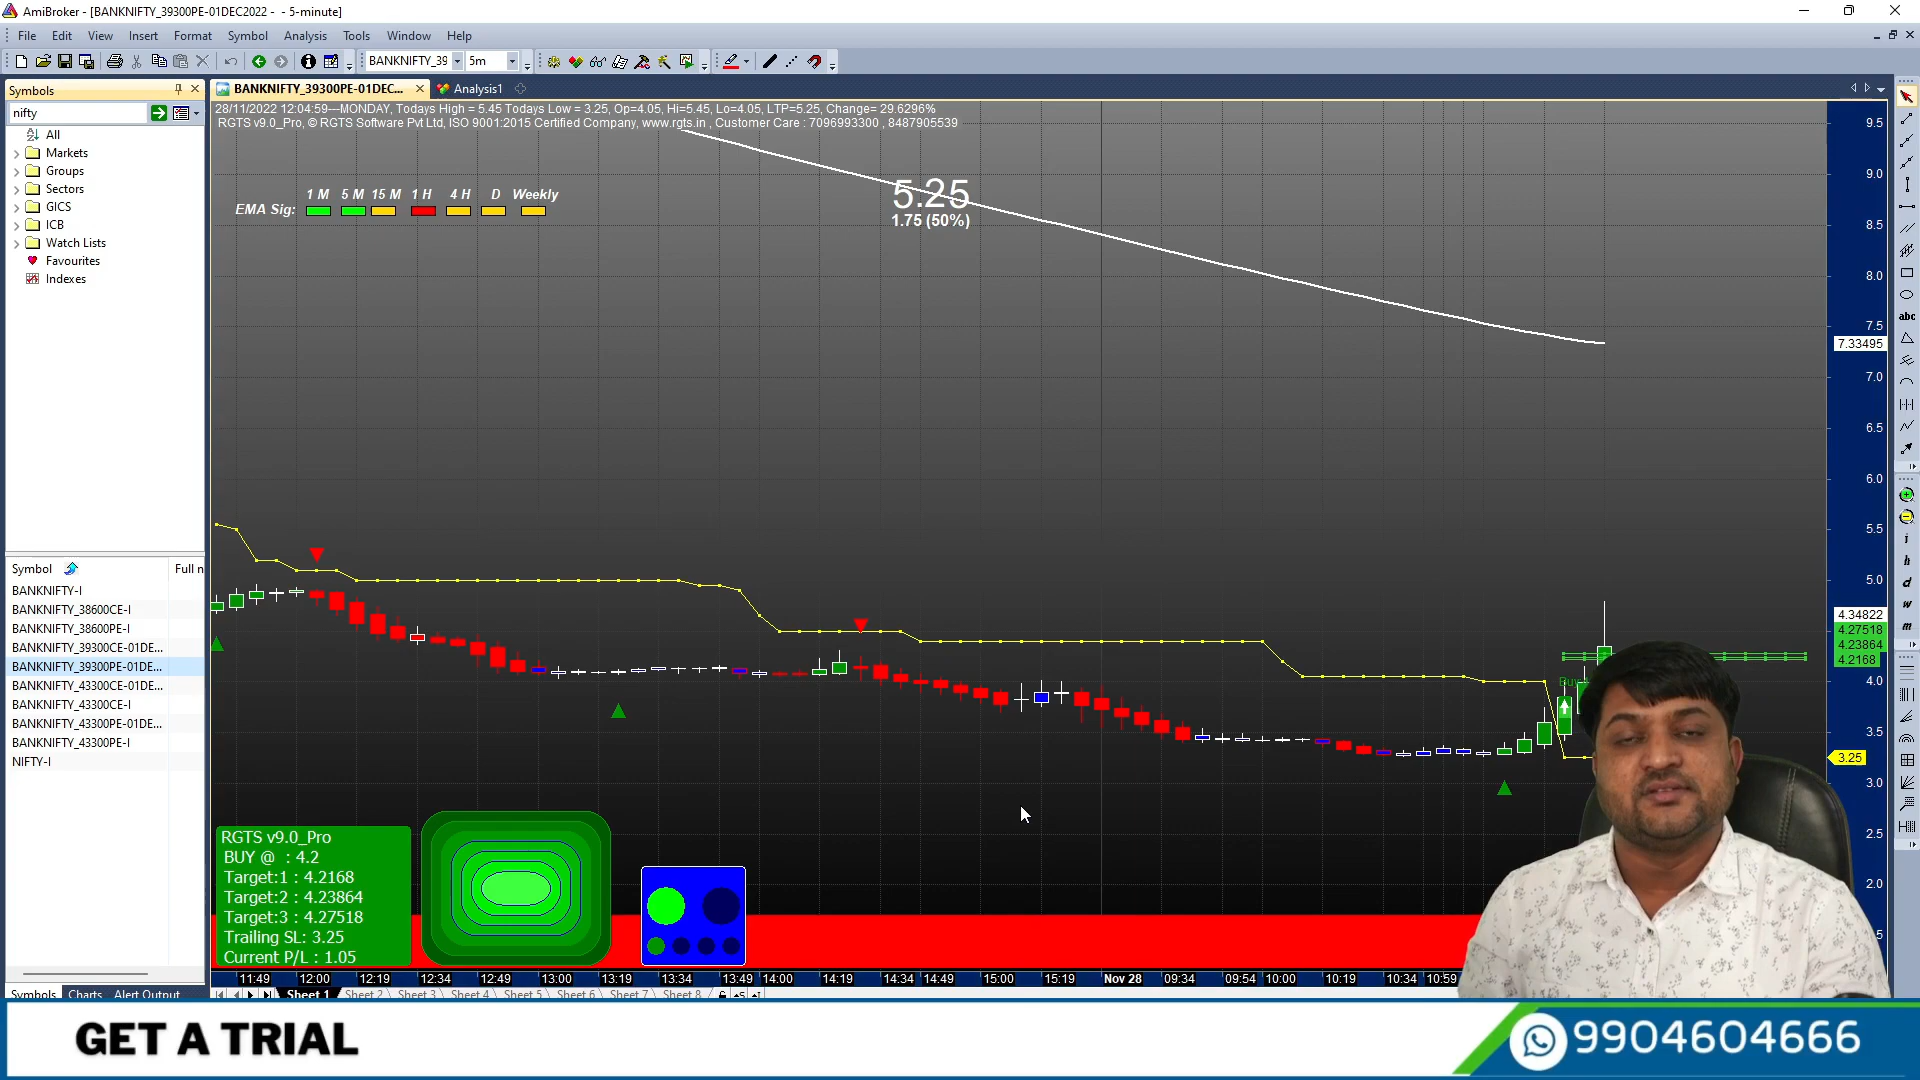 AmiBroker - [BANKNIFTY_39300PE-01DEC2022 - - 5-minute]
File Edit View Insert Format Symbol Analysis Tools Window Help
BANKNIFTY_39 5m
Symbols
BANKNIFTY_39300PE-01DEC... Analysis1
nifty
All
Markets
Groups
Sectors
GICS
ICB
Watch Lists
Favourites
Indexes
28/11/2022 12:04:59---MONDAY, Todays High = 5.45 Todays Low = 3.25, Op=4.05, Hi=5.45, Lo=4.05, LTP=5.25, Change= 29.6296%
RGTS v9.0_Pro, © RGTS Software Pvt Ltd, ISO 9001:2015 Certified Company, www.rgts.in , Customer Care : 7096993300 , 8487905539
1 M 5 M 15 M 1 H 4 H D Weekly
EMA Sig:
5.25
1.75 (50%)
9.5
9.0
8.5
8.0
7.5
7.33495
7.0
6.5
6.0
5.5
5.0
4.34822
4.27518
4.23864
4.2168
4.0
3.5
3.25
3.0
2.5
2.0
abc
i
h
d
w
m
Symbol Full n
BANKNIFTY-I
BANKNIFTY_38600CE-I
BANKNIFTY_38600PE-I
BANKNIFTY_39300CE-01DE...
BANKNIFTY_39300PE-01DE...
BANKNIFTY_43300CE-01DE...
BANKNIFTY_43300CE-I
BANKNIFTY_43300PE-01DE...
BANKNIFTY_43300PE-I
NIFTY-I
RGTS v9.0_Pro
BUY @ : 4.2
Target:1 : 4.2168
Target:2 : 4.23864
Target:3 : 4.27518
Trailing SL: 3.25
Current P/L : 1.05
11:49 12:00 12:19 12:34 12:49 13:00 13:19 13:34 13:49 14:00 14:19 14:34 14:49 15:00 15:19 Nov 28 09:34 09:54 10:00 10:19 10:34 10:59
Symbols Charts Alert Output
Sheet 1 Sheet 2 Sheet 3 Sheet 4 Sheet 5 Sheet 6 Sheet 7 Sheet 8
GET A TRIAL
9904604666